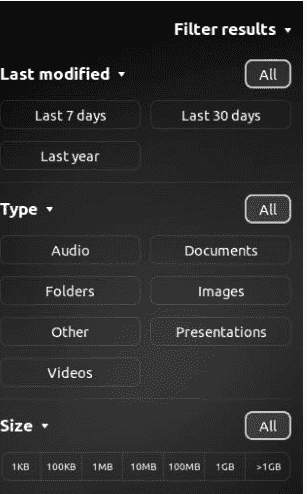 Filter results
Last modified All
Last 7 days Last 30 days
Last year
Type All
Audio Documents
Folders Images
Other Presentations
Videos
Size All
1KB 100KB 1MB 10MB 100MB 1GB >1GB